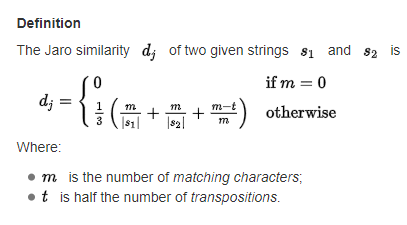 Definition
The Jaro similarity d_j of two given strings s_1 and s_2 is
d_j = { 0 if m = 0
1/3 ( m/|s_1| + m/|s_2| + (m−t)/m ) otherwise
Where:
• m is the number of matching characters;
• t is half the number of transpositions.